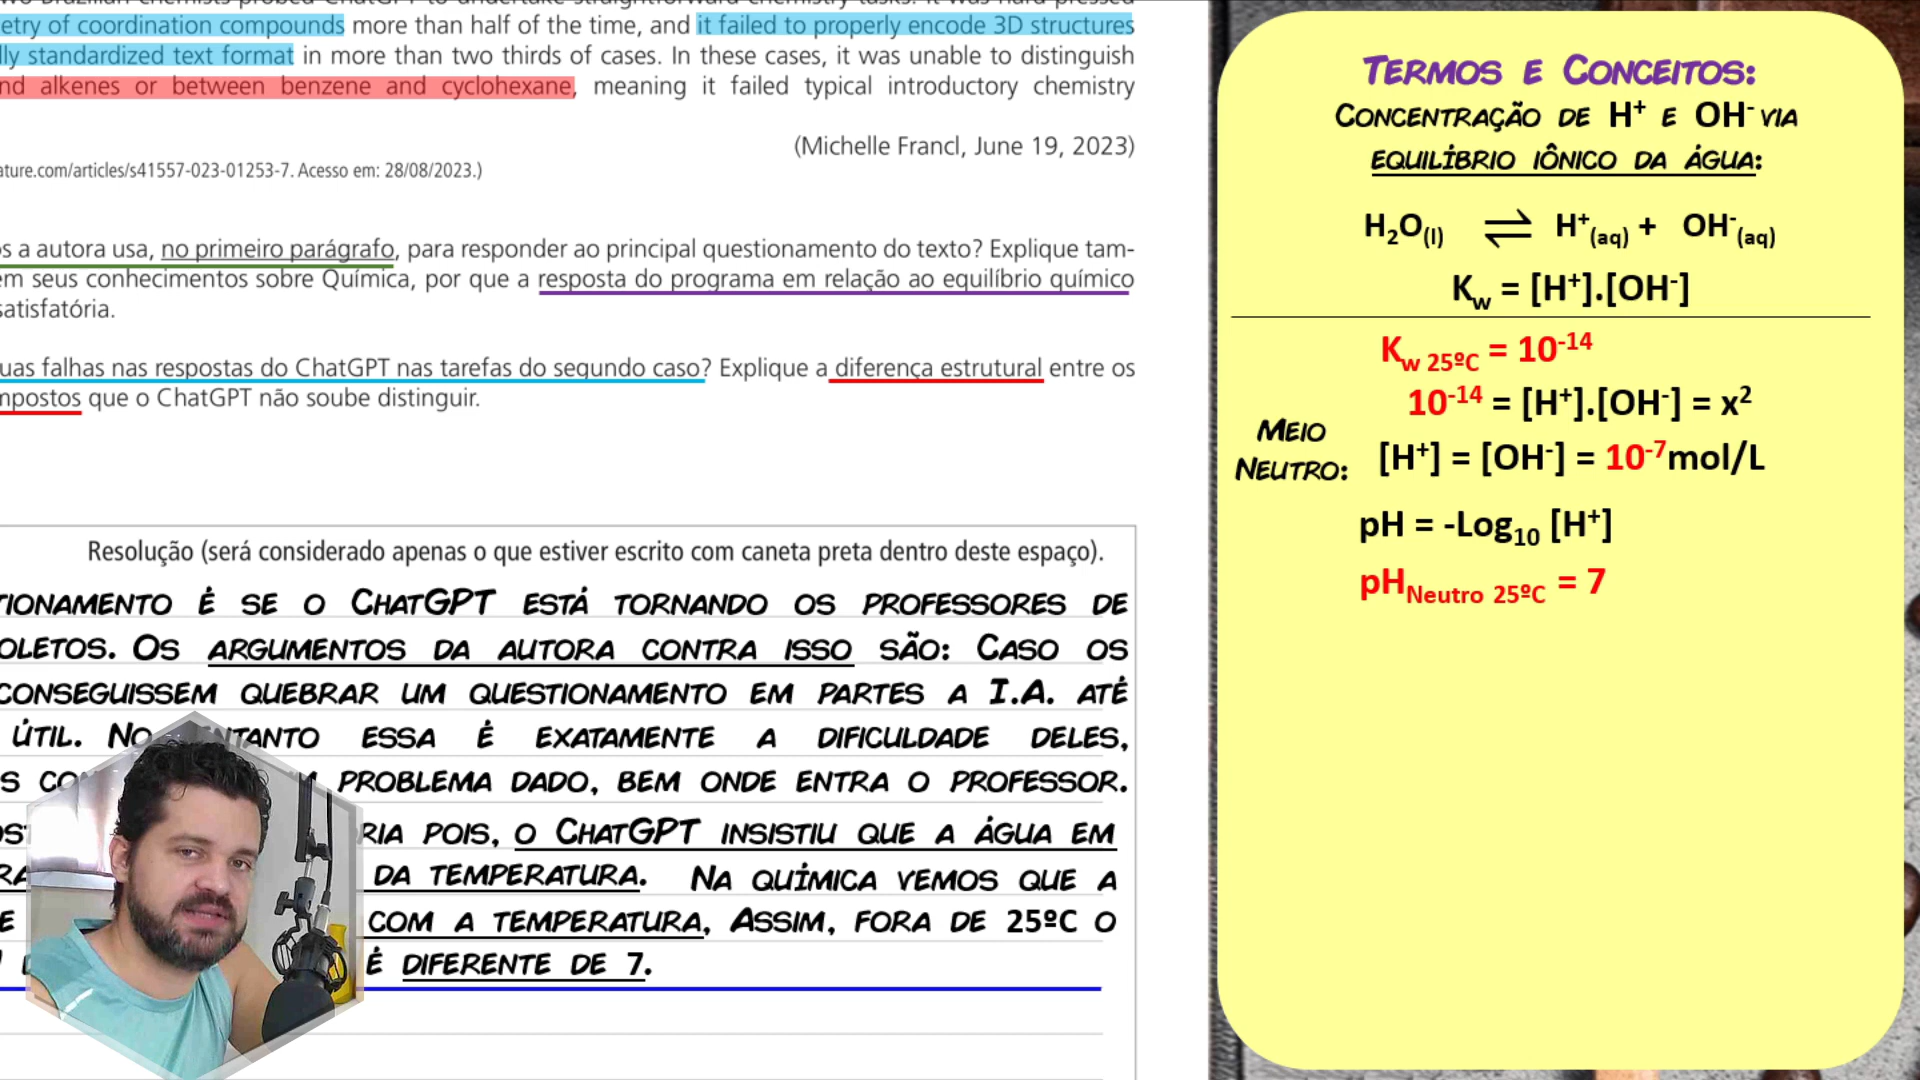 etry of coordination compounds more than half of the time, and it failed to properly encode 3D structures
lly standardized text format in more than two thirds of cases. In these cases, it was unable to distinguish
nd alkenes or between benzene and cyclohexane, meaning it failed typical introductory chemistry
(Michelle Francl, June 19, 2023)
ature.com/articles/s41557-023-01253-7. Acesso em: 28/08/2023.)
s a autora usa, no primeiro parágrafo, para responder ao principal questionamento do texto? Explique tam-
em seus conhecimentos sobre Química, por que a resposta do programa em relação ao equilíbrio químico
satisfatória.
uas falhas nas respostas do ChatGPT nas tarefas do segundo caso? Explique a diferença estrutural entre os
mpostos que o ChatGPT não soube distinguir.
Resolução (será considerado apenas o que estiver escrito com caneta preta dentro deste espaço).
TIONAMENTO É SE O CHATGPT ESTÁ TORNANDO OS PROFESSORES DE
OLETOS. OS ARGUMENTOS DA AUTORA CONTRA ISSO SÃO: CASO OS
CONSEGUISSEM QUEBRAR UM QUESTIONAMENTO EM PARTES A I.A. ATÉ
ÚTIL. NO ENTANTO ESSA É EXATAMENTE A DIFICULDADE DELES,
S CO M PROBLEMA DADO, BEM ONDE ENTRA O PROFESSOR.
OST RIA POIS, O CHATGPT INSISTIU QUE A ÁGUA EM
RA DA TEMPERATURA. NA QUÍMICA VEMOS QUE A
E COM A TEMPERATURA, ASSIM, FORA DE 25ºC O
É DIFERENTE DE 7.
TERMOS E CONCEITOS:
CONCENTRAÇÃO DE H⁺ E OH⁻ VIA
EQUILÍBRIO IÔNICO DA ÁGUA:
H₂O(l) ⇌ H⁺(aq) + OH⁻(aq)
Kw = [H⁺].[OH⁻]
Kw 25ºC = 10⁻¹⁴
10⁻¹⁴ = [H⁺].[OH⁻] = x²
MEIO
NEUTRO: [H⁺] = [OH⁻] = 10⁻⁷mol/L
pH = -Log₁₀ [H⁺]
pHNeutro 25ºC = 7